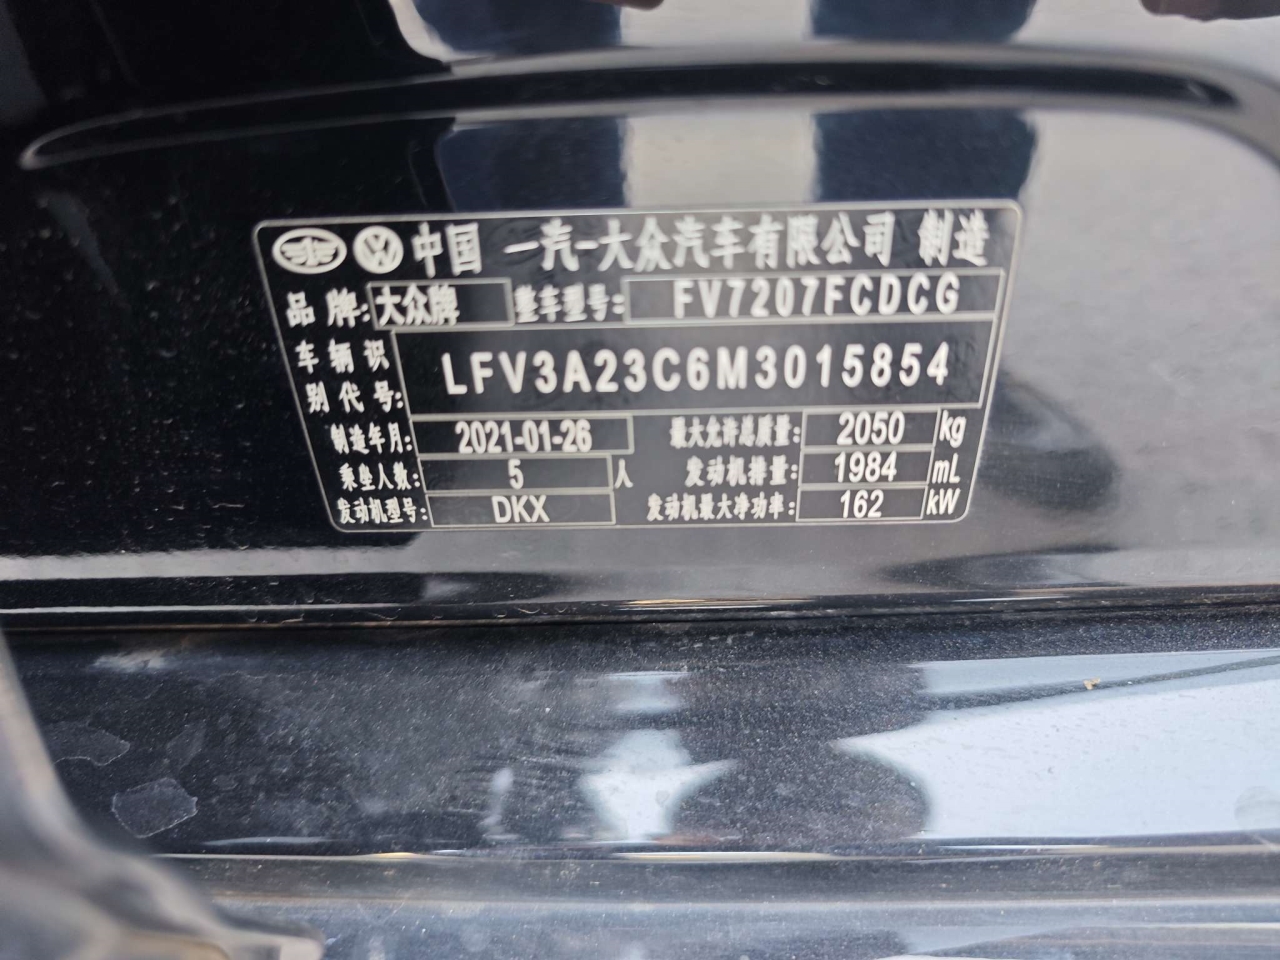 中国 一汽-大众汽车有限公司 制造
品牌: 大众牌 整车型号: FV7207FCDCG
车辆识别代号: LFV3A23C6M3015854
制造年月: 2021-01-26 最大允许总质量: 2050 kg
乘坐人数: 5 人 发动机排量: 1984 mL
发动机型号: DKX 发动机最大净功率: 162 kW